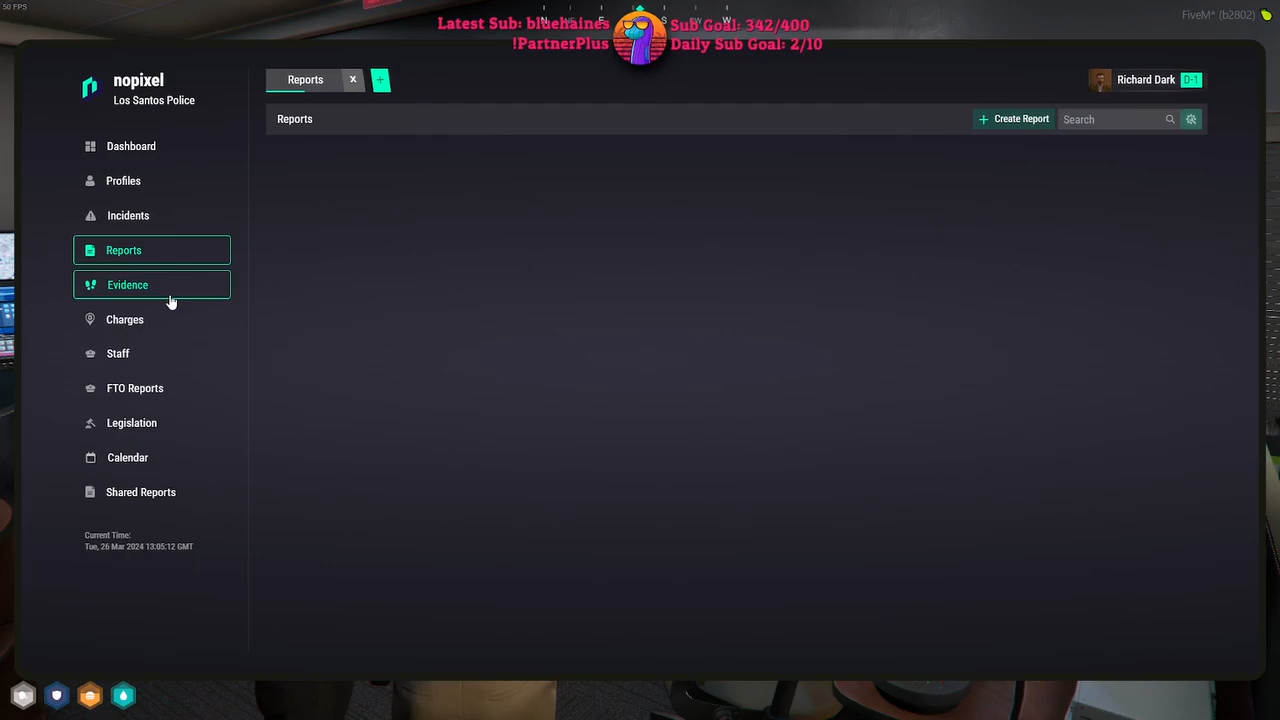 50 FPS
Latest Sub: bluehaines
!PartnerPlus
Sub Goal: 342/400
Daily Sub Goal: 2/10
N
E
S
W
FiveM* (b2802)
nopixel
Los Santos Police
Reports
x
+
Richard Dark D-1
Reports
+ Create Report
Search
Dashboard
Profiles
Incidents
Reports
Evidence
Charges
Staff
FTO Reports
Legislation
Calendar
Shared Reports
Current Time:
Tue, 26 Mar 2024 13:05:12 GMT